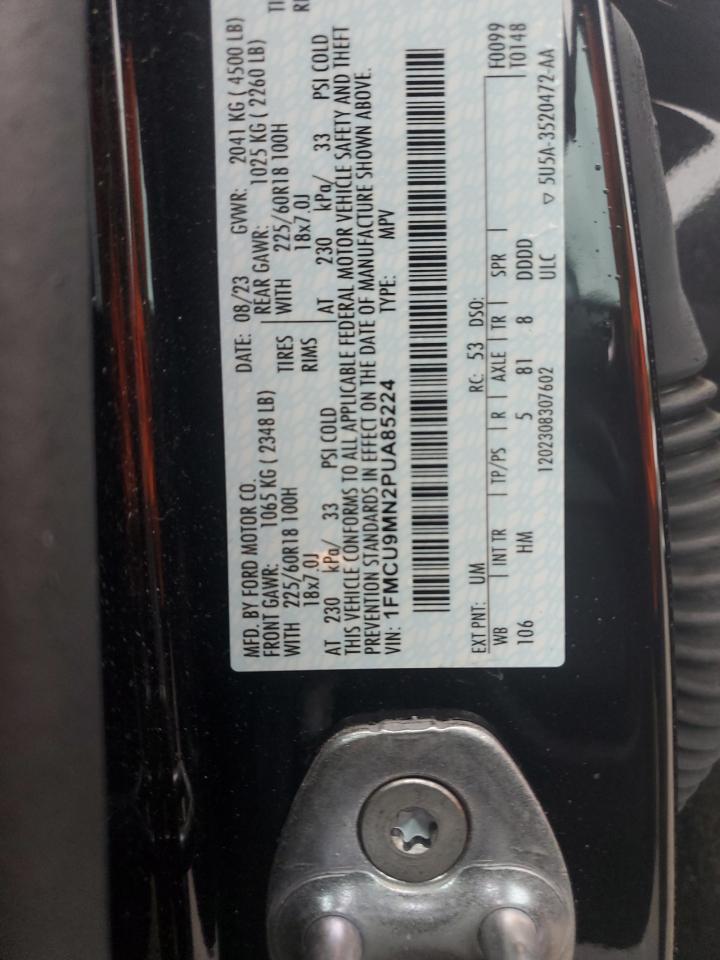 MFD. BY FORD MOTOR CO.
DATE: 08/23 GVWR: 2041 KG ( 4500 LB)
FRONT GAWR: 1065 KG ( 2348 LB)
REAR GAWR: 1025 KG ( 2260 LB)
WITH 225/60R18 100H TIRES
WITH 225/60R18 100H
18x7.0J RIMS
18x7.0J
AT 230 kPa/ 33 PSI COLD
AT 230 kPa/ 33 PSI COLD
THIS VEHICLE CONFORMS TO ALL APPLICABLE FEDERAL MOTOR VEHICLE SAFETY AND THEFT
PREVENTION STANDARDS IN EFFECT ON THE DATE OF MANUFACTURE SHOWN ABOVE.
VIN: 1FMCU9MN2PUA85224 TYPE: MPV
EXT PNT: UM RC: 53 DSO: F0099
WB INT TR TP/PS R AXLE TR SPR T0148
106 HM 5 81 8 DDDD
1202308307602 ULC
▽ 5U5A-3520472-AA